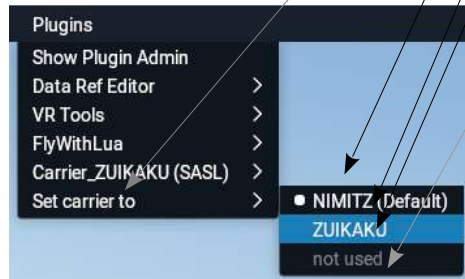 Plugins
Show Plugin Admin
Data Ref Editor
VR Tools
FlyWithLua
Carrier_ZUIKAKU (SASL)
Set carrier to
NIMITZ (Default)
ZUIKAKU
not used